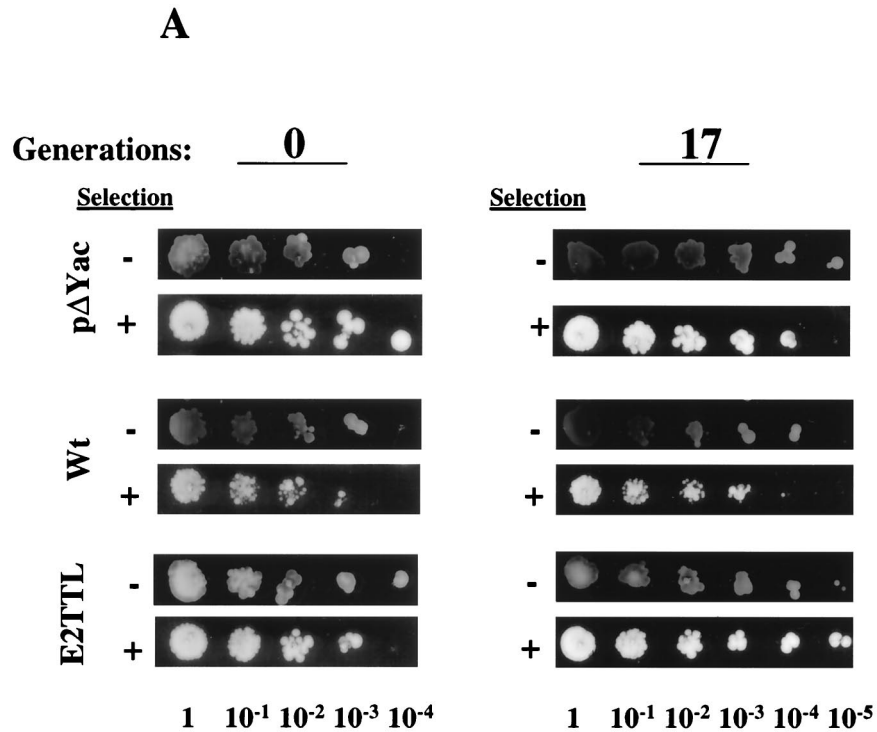 A
Generations: 0 17
Selection Selection
pΔYac - -
+ +
Wt - -
+ +
E2TTL - -
+ +
1 10⁻¹ 10⁻² 10⁻³ 10⁻⁴ 1 10⁻¹ 10⁻² 10⁻³ 10⁻⁴ 10⁻⁵